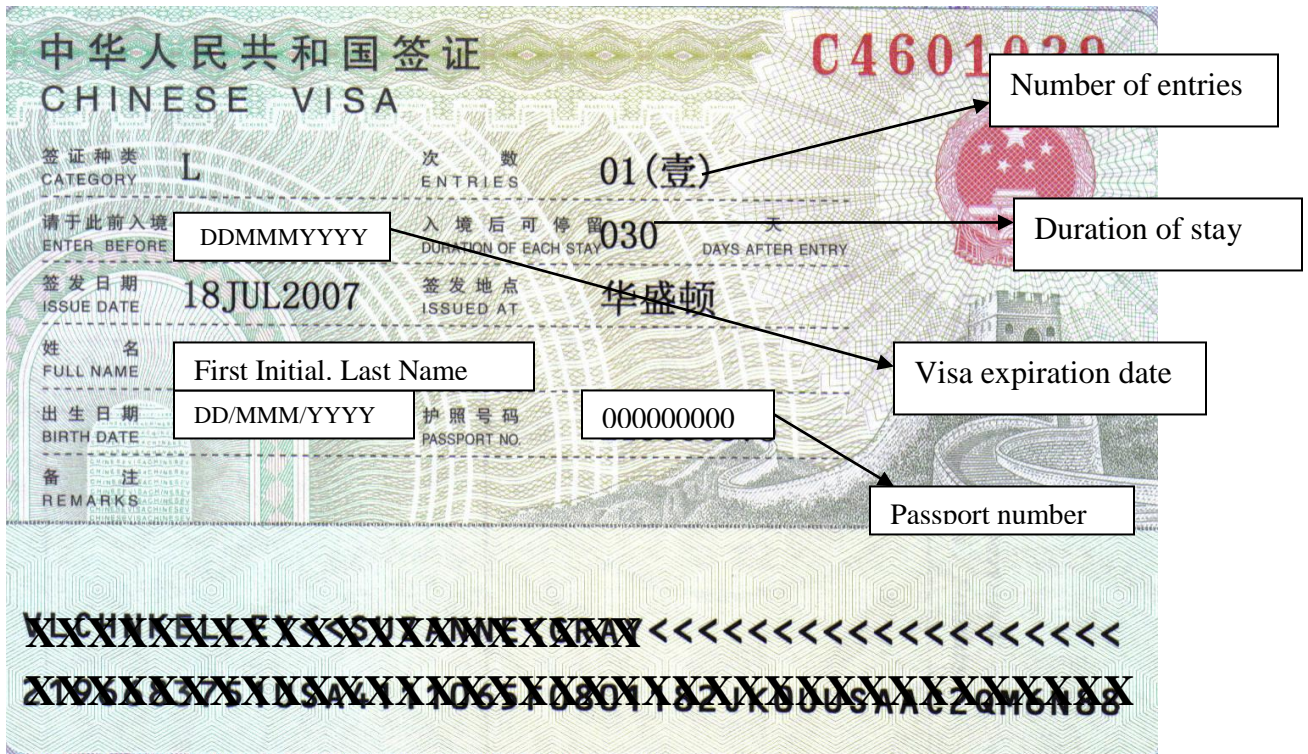 中华人民共和国签证
CHINESE VISA
Number of entries
签证种类 L 次数 01(壹)
CATEGORY ENTRIES
请于此前入境 DDMMMYYYY 入境后可停留 030 天
ENTER BEFORE DURATION OF EACH STAY DAYS AFTER ENTRY
Duration of stay
签发日期 18JUL2007 签发地点 华盛顿
ISSUE DATE ISSUED AT
姓名
FULL NAME First Initial. Last Name
Visa expiration date
出生日期 DD/MMM/YYYY 护照号码 000000000
BIRTH DATE PASSPORT NO.
备注
REMARKS
Passport number